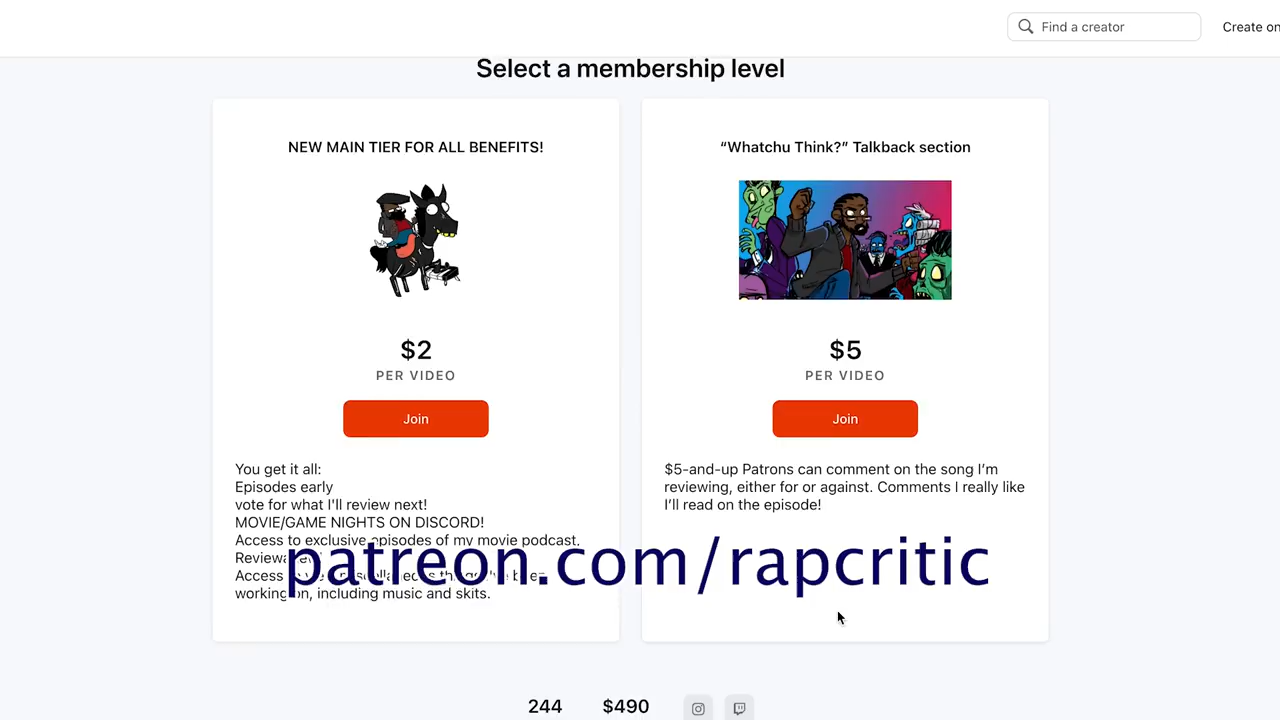 Find a creator
Create on
Select a membership level
NEW MAIN TIER FOR ALL BENEFITS!
$2
PER VIDEO
Join
You get it all:
Episodes early
vote for what I'll review next!
MOVIE/GAME NIGHTS ON DISCORD!
Access to exclusive episodes of my movie podcast.
Access
working on, including music and skits.
“Whatchu Think?” Talkback section
$5
PER VIDEO
Join
$5-and-up Patrons can comment on the song I’m
reviewing, either for or against. Comments I really like
I’ll read on the episode!
patreon.com/rapcritic
244
$490